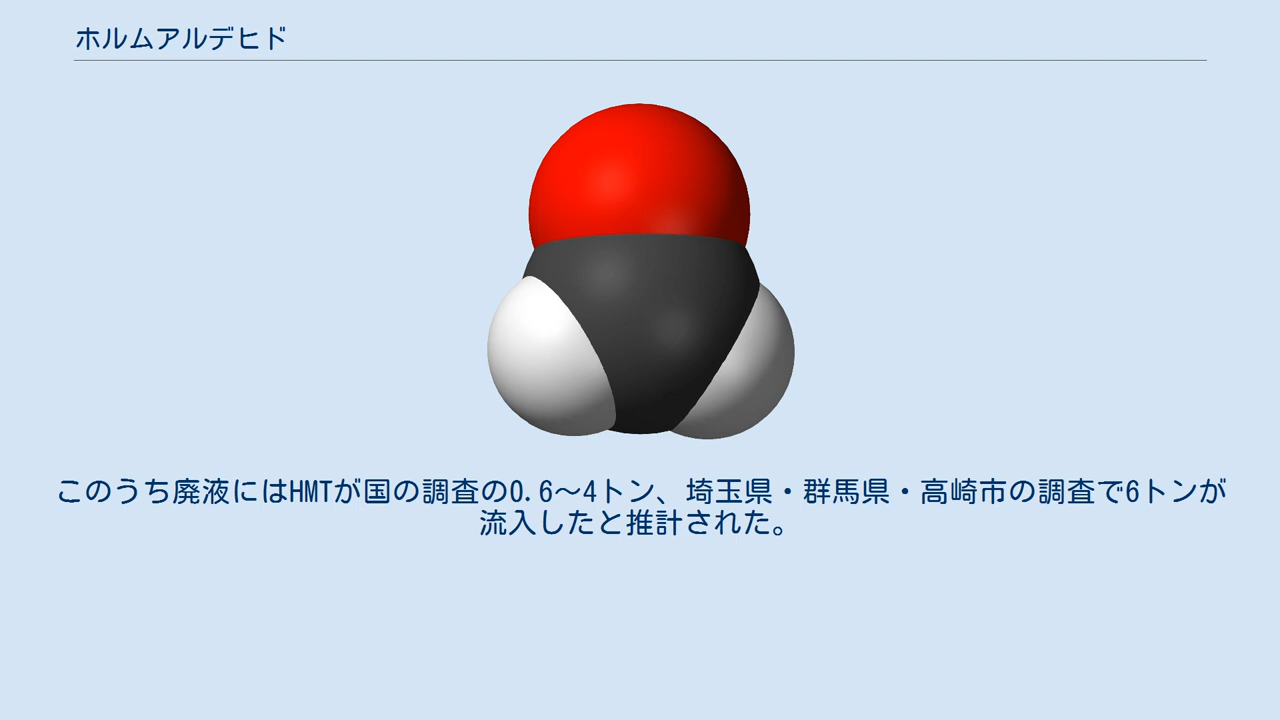 ホルムアルデヒド
このうち廃液にはHMTが国の調査の0.6～4トン、埼玉県・群馬県・高崎市の調査で6トンが
流入したと推計された。